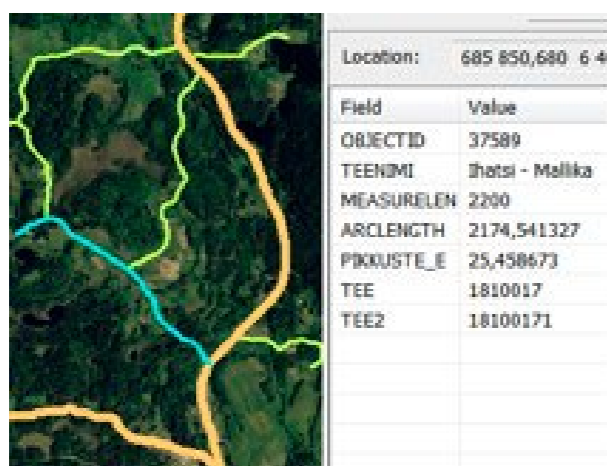 Location: 685 850,680 6 4
Field Value
OBJECTID 37589
TEENIMI Ihatsi - Mallika
MEASURELEN 2200
ARCLENGTH 2174,541327
PIKKUSTE_E 25,458673
TEE 1810017
TEE2 18100171